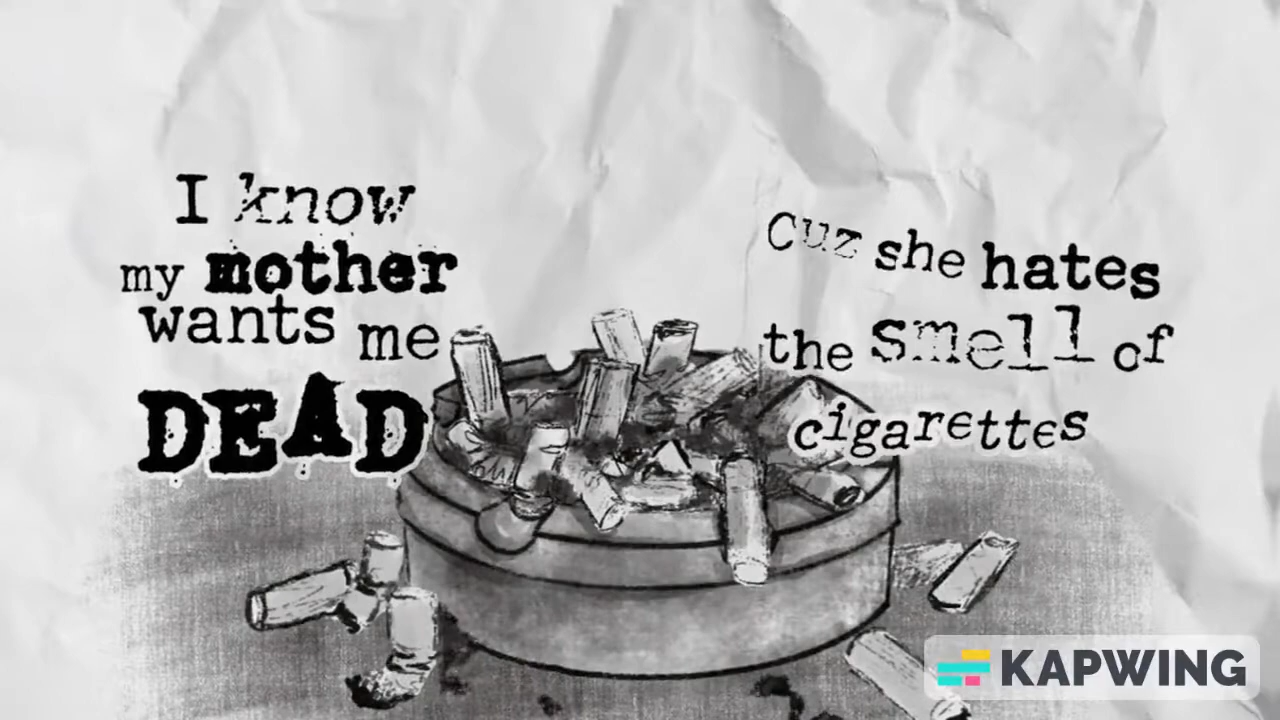 I know
my mother
wants me
DEAD
Cuz she hates
the smell of
cigarettes
KAPWING